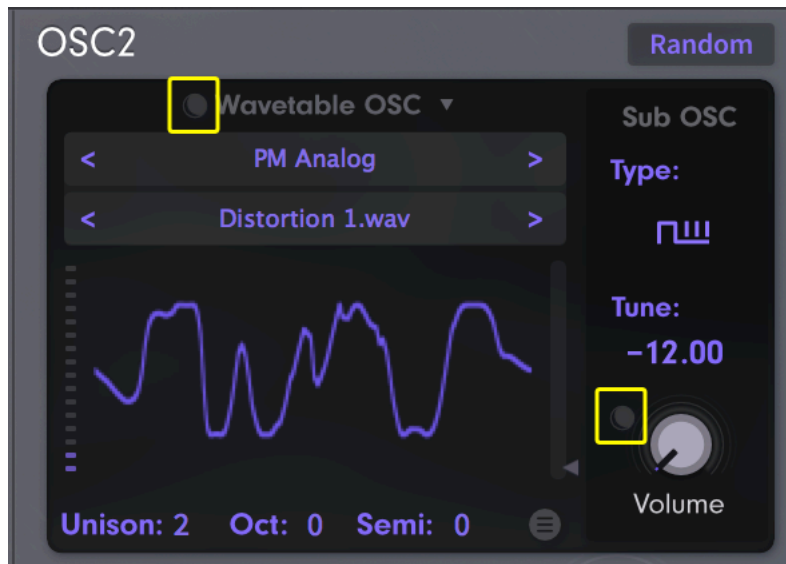 OSC2
Random
Wavetable OSC ▼
< PM Analog >
< Distortion 1.wav >
Unison: 2 Oct: 0 Semi: 0
Sub OSC
Type:
Tune:
-12.00
Volume